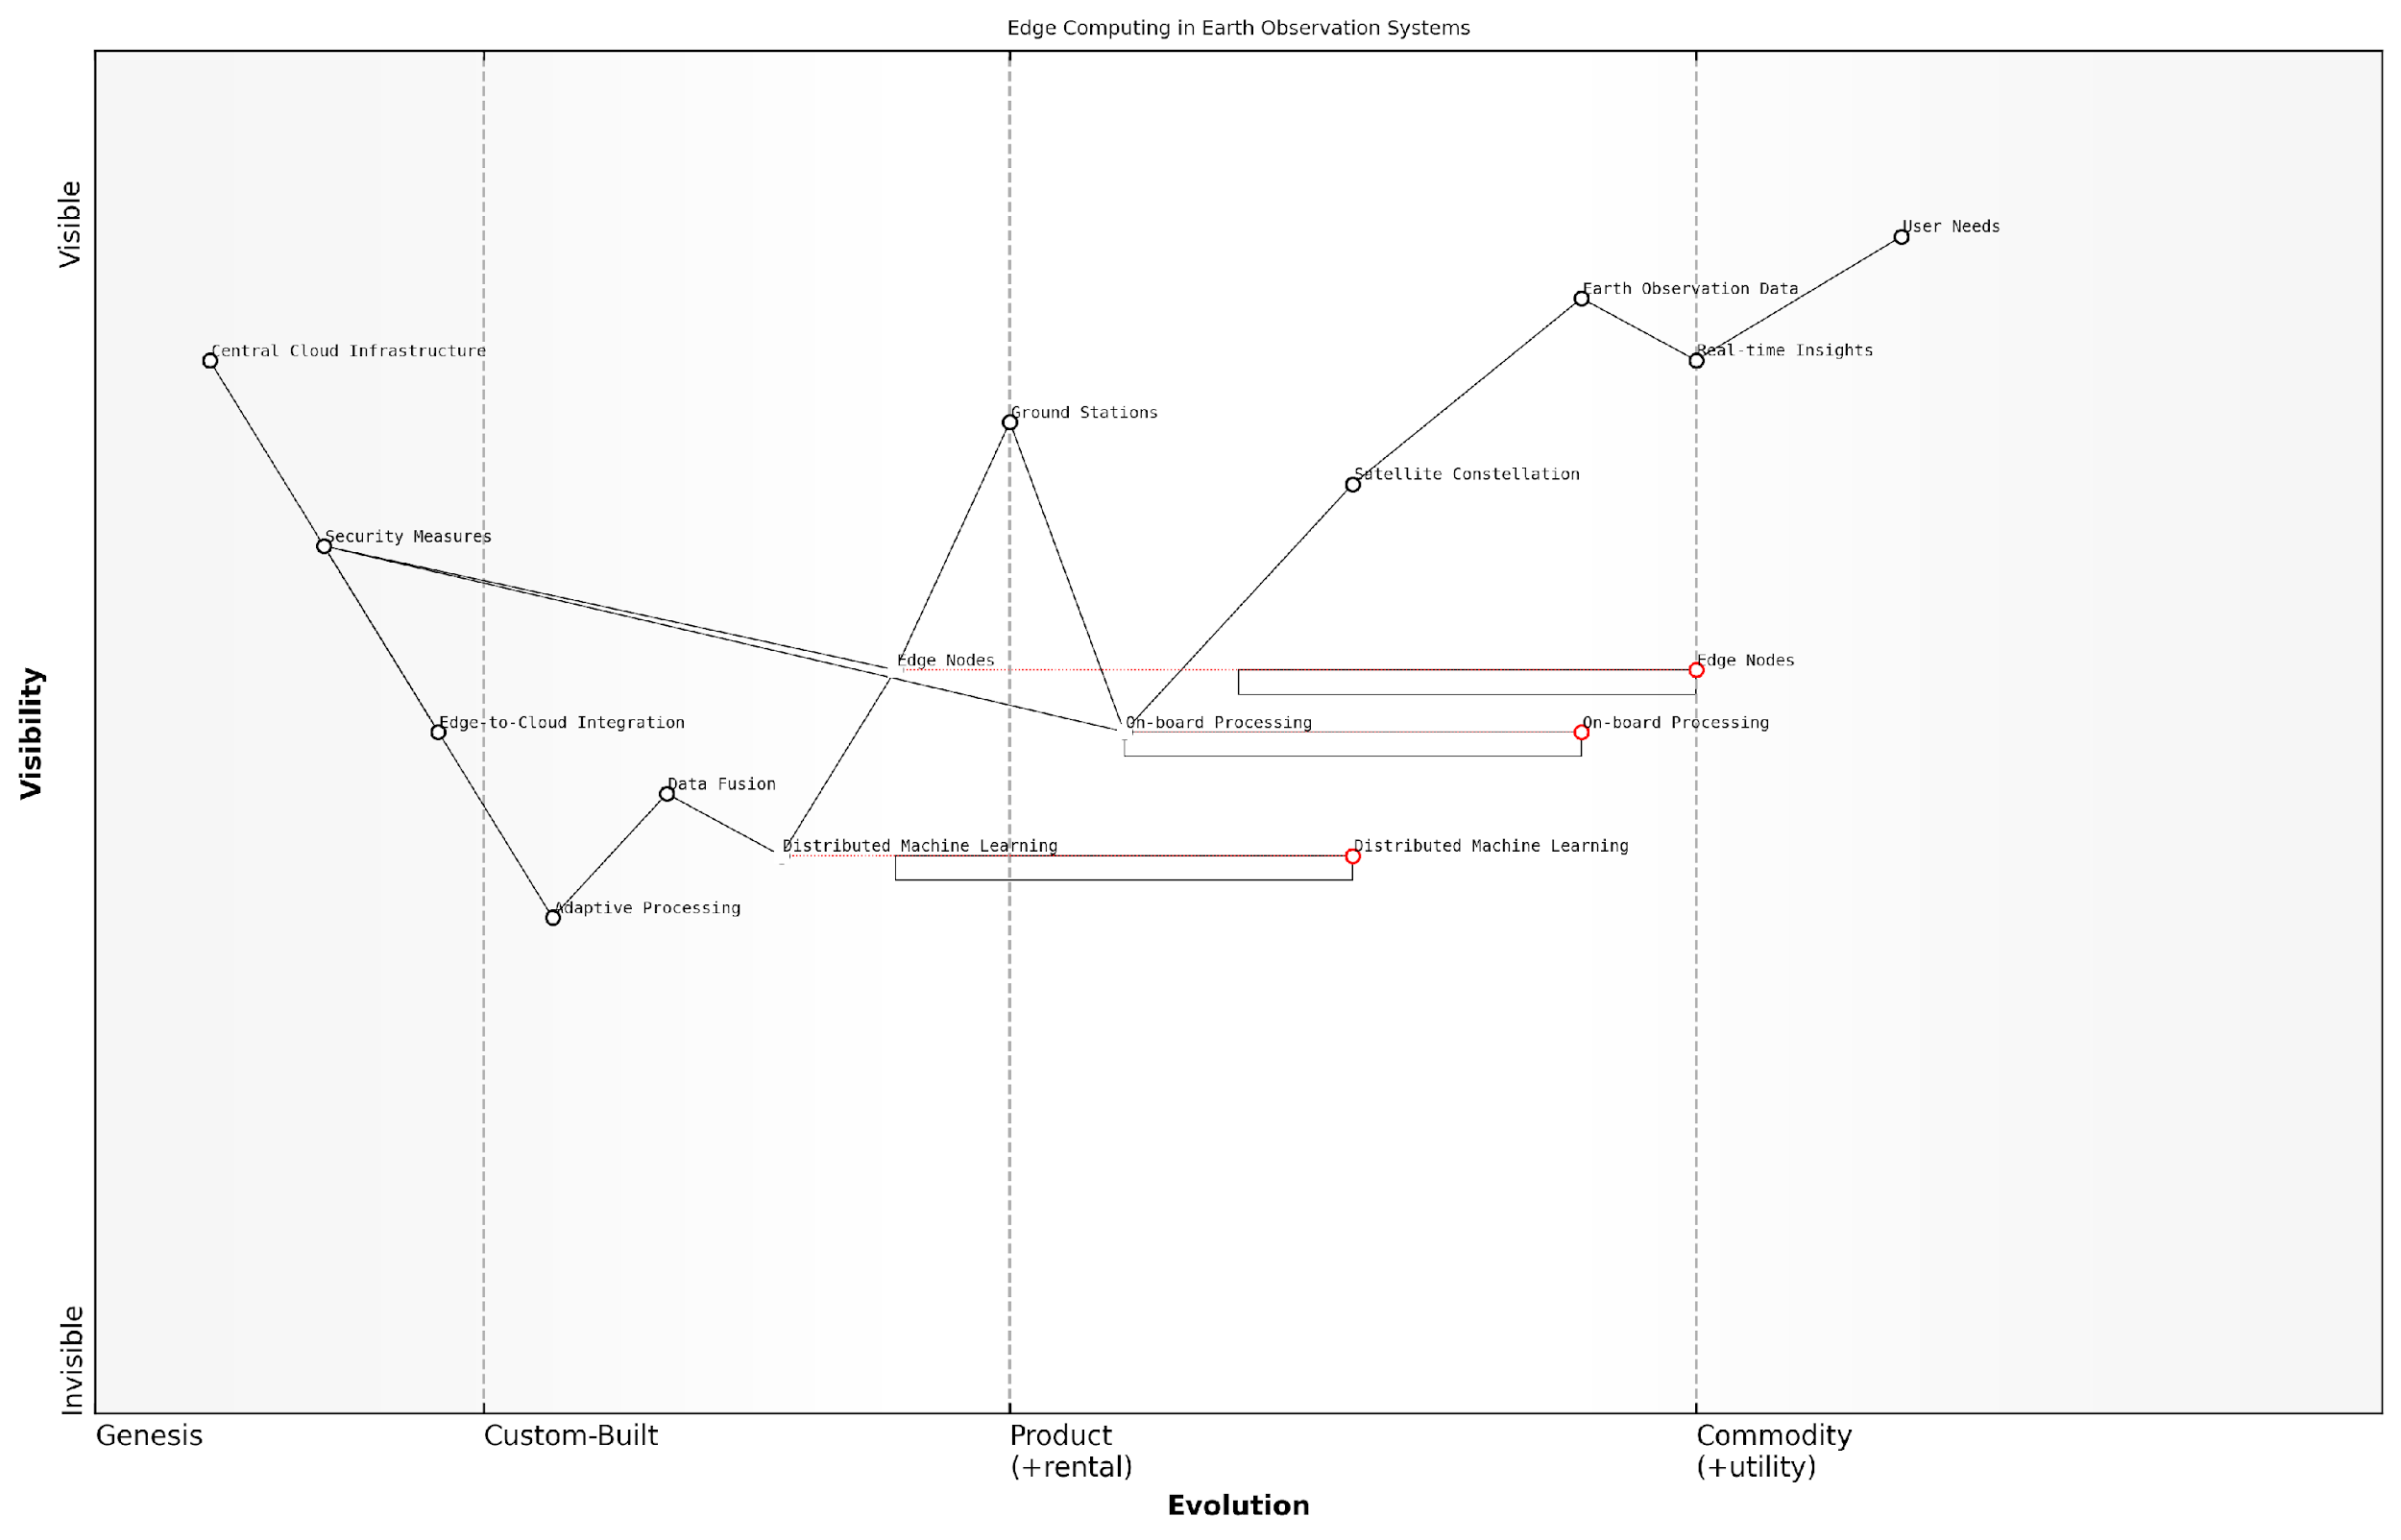 Edge Computing in Earth Observation Systems
Visible
User Needs
Earth Observation Data
Central Cloud Infrastructure
Real-time Insights
Ground Stations
Satellite Constellation
Security Measures
Edge Nodes
Edge Nodes
Visibility
Edge-to-Cloud Integration
On-board Processing
On-board Processing
Data Fusion
Distributed Machine Learning
Distributed Machine Learning
Adaptive Processing
Invisible
Genesis
Custom-Built
Product
(+rental)
Commodity
(+utility)
Evolution